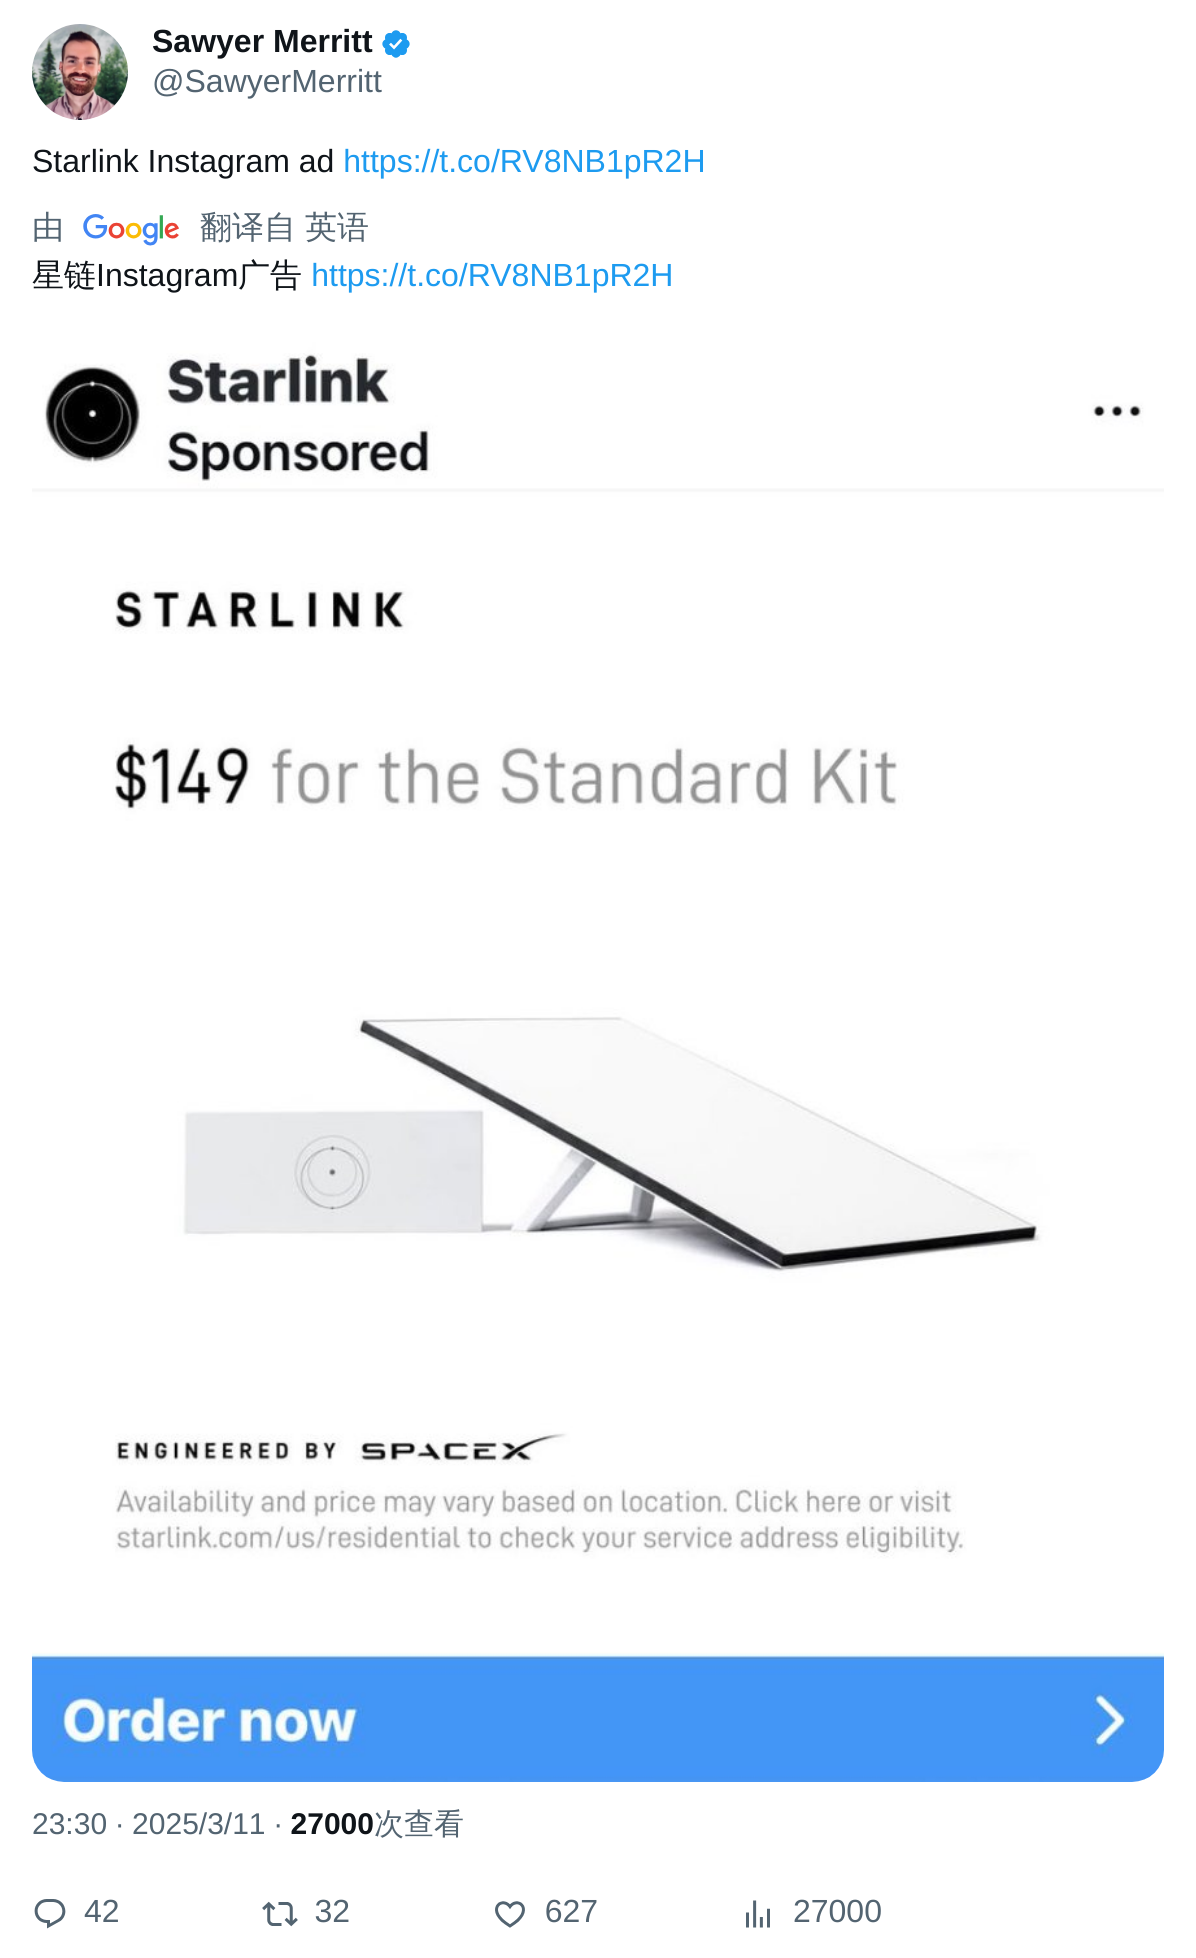 Sawyer Merritt
@SawyerMerritt
Starlink Instagram ad https://t.co/RV8NB1pR2H
由 Google 翻译自 英语
星链Instagram广告 https://t.co/RV8NB1pR2H
Starlink
Sponsored
STARLINK
$149 for the Standard Kit
ENGINEERED BY SPACEX
Availability and price may vary based on location. Click here or visit
starlink.com/us/residential to check your service address eligibility.
Order now
23:30 · 2025/3/11 · 27000次查看
42 32 627 27000